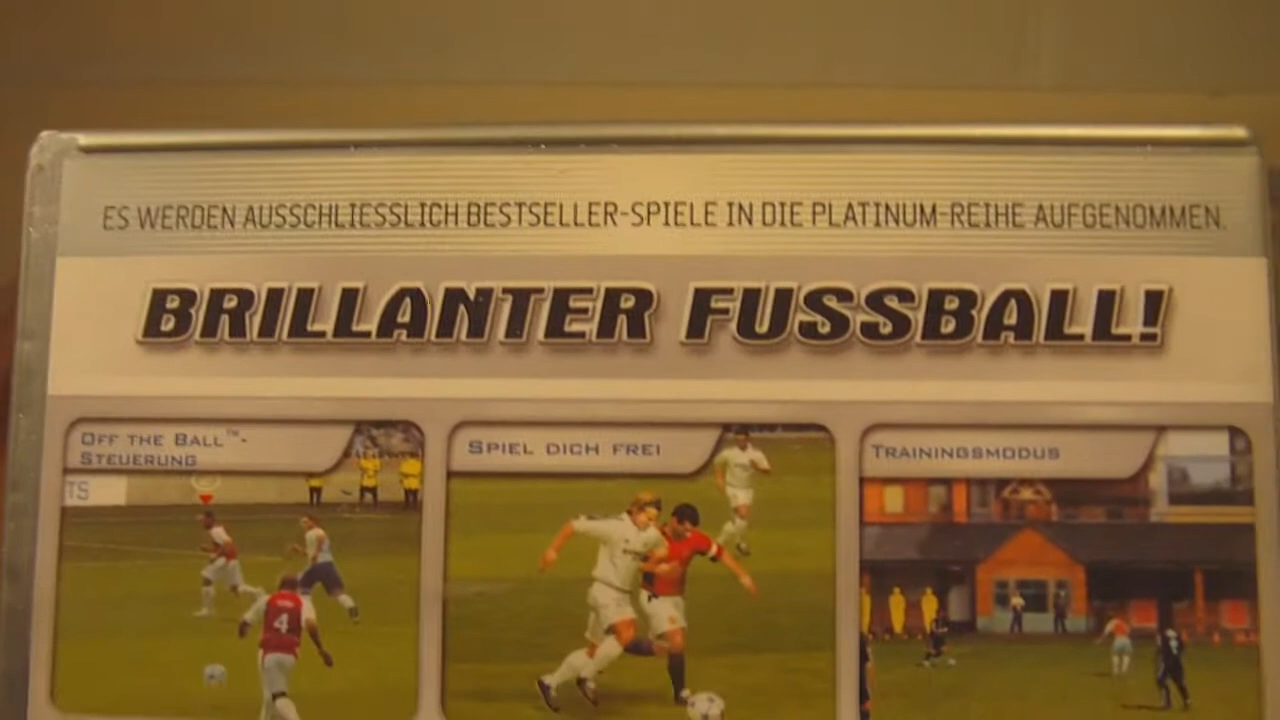 ES WERDEN AUSSCHLIESSLICH BESTSELLER-SPIELE IN DIE PLATINUM-REIHE AUFGENOMMEN.
BRILLANTER FUSSBALL!
OFF THE BALL™-
STEUERUNG
SPIEL DICH FREI
TRAININGSMODUS
TS
4